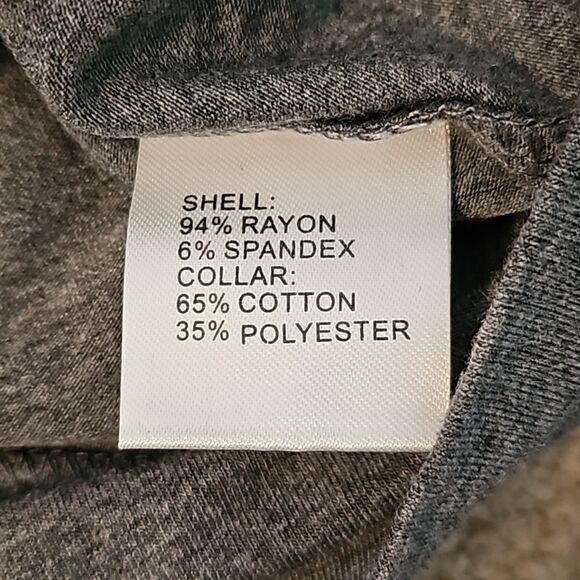 SHELL:
94% RAYON
6% SPANDEX
COLLAR:
65% COTTON
35% POLYESTER